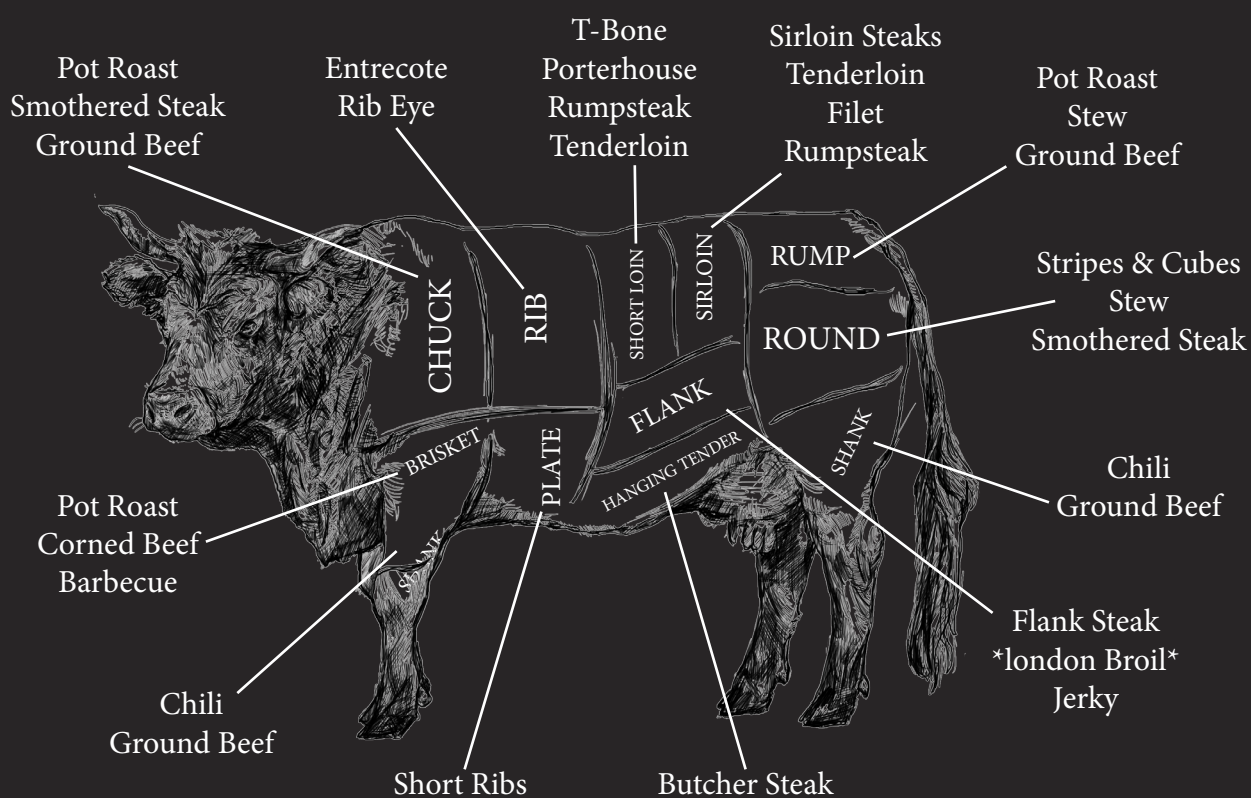 T-Bone
Porterhouse
Rumpsteak
Tenderloin
Sirloin Steaks
Tenderloin
Filet
Rumpsteak
Pot Roast
Smothered Steak
Ground Beef
Entrecote
Rib Eye
Pot Roast
Stew
Ground Beef
CHUCK
RIB
SHORT LOIN
SIRLOIN
RUMP
ROUND
Stripes & Cubes
Stew
Smothered Steak
FLANK
BRISKET
PLATE
HANGING TENDER
SHANK
Chili
Ground Beef
Pot Roast
Corned Beef
Barbecue
SHANK
Flank Steak
*london Broil*
Jerky
Chili
Ground Beef
Short Ribs
Butcher Steak